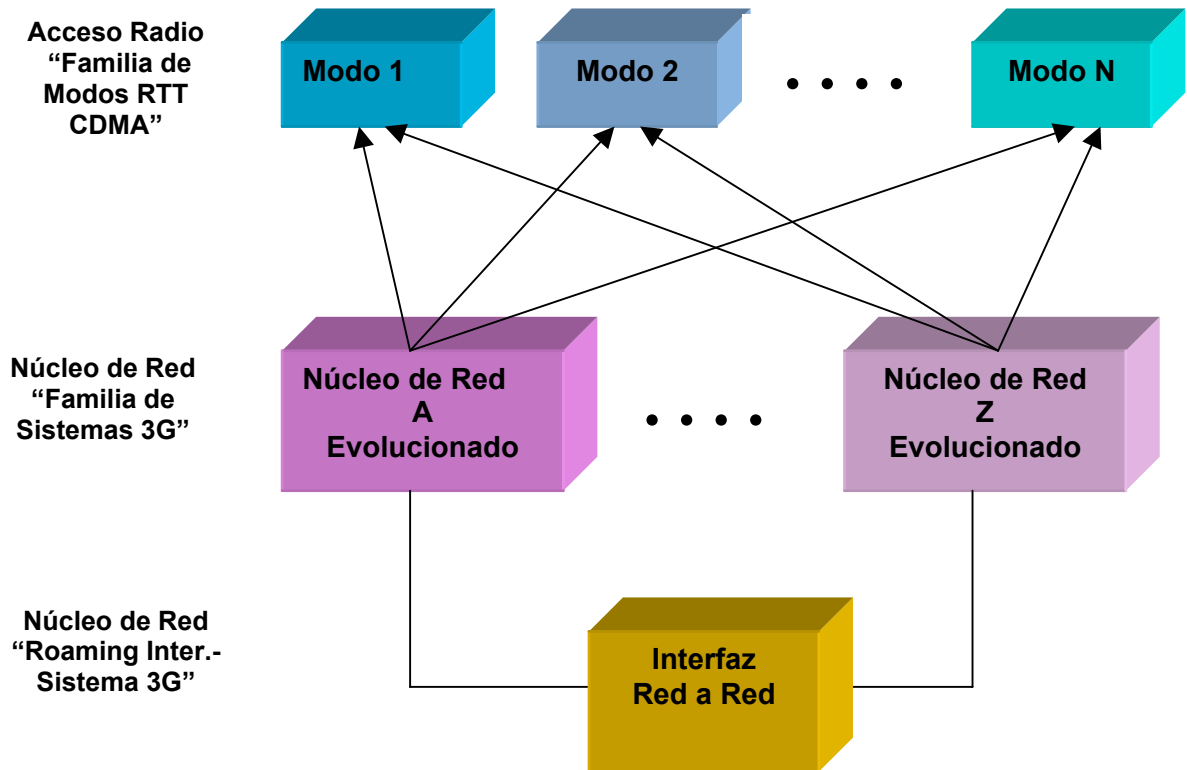 Acceso Radio
“Familia de
Modos RTT
CDMA”
Modo 1
Modo 2
Modo N
Núcleo de Red
“Familia de
Sistemas 3G”
Núcleo de Red
A
Evolucionado
Núcleo de Red
Z
Evolucionado
Núcleo de Red
“Roaming Inter.-
Sistema 3G”
Interfaz
Red a Red